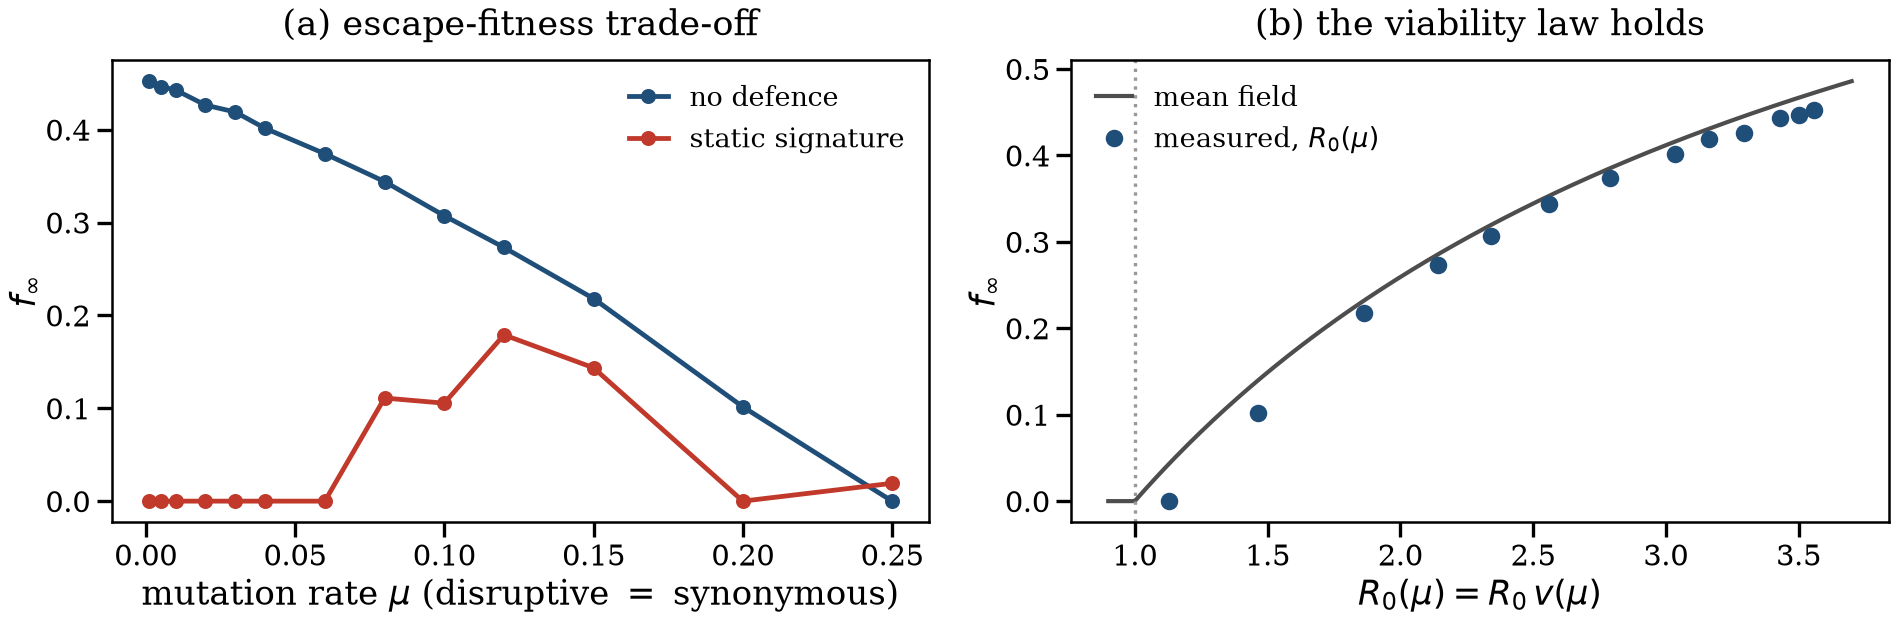 (a) escape-fitness trade-off
no defence
static signature
f∞
0.4
0.3
0.2
0.1
0.0
0.00 0.05 0.10 0.15 0.20 0.25
mutation rate μ (disruptive = synonymous)
(b) the viability law holds
mean field
measured, R₀(μ)
f∞
0.5
0.4
0.3
0.2
0.1
0.0
1.0 1.5 2.0 2.5 3.0 3.5
R₀(μ) = R₀ v(μ)